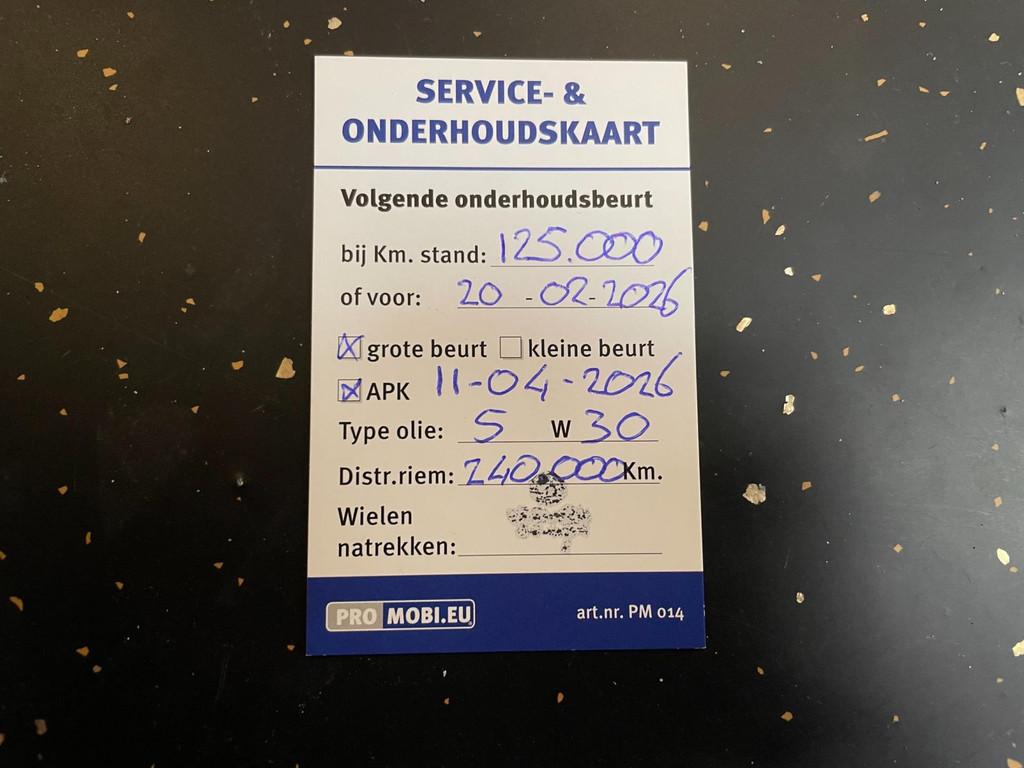 SERVICE- &
ONDERHOUDSKAART
Volgende onderhoudsbeurt
bij Km. stand: 125.000
of voor: 20 - 02 - 2026
grote beurt kleine beurt
APK 11-04-2026
Type olie: 5 W 30
Distr.riem: 240.000 Km.
Wielen
natrekken:
PRO MOBI.EU
art.nr. PM 014